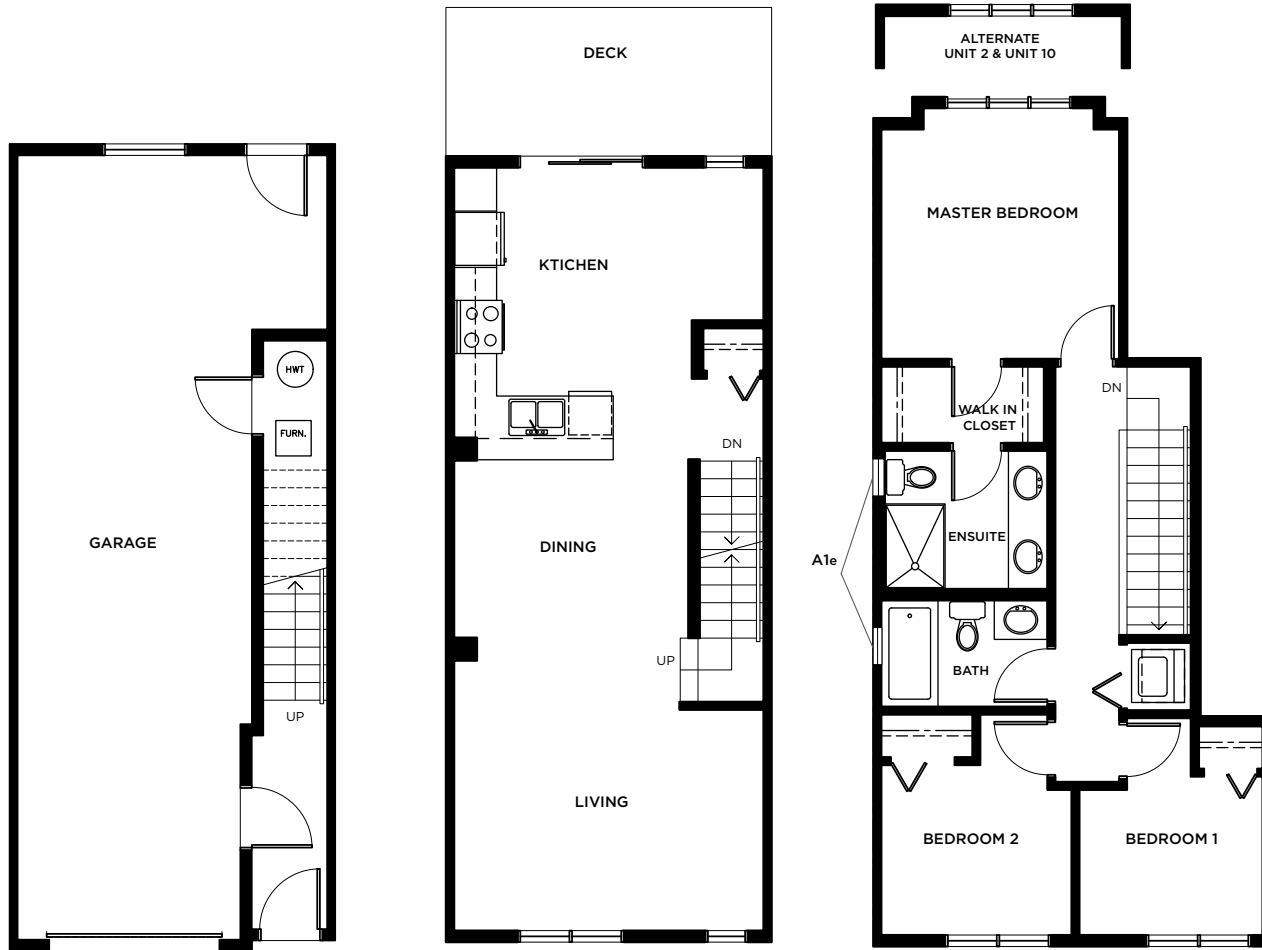 GARAGE
HWT
FURN.
UP
DECK
KTICHEN
DN
DINING
UP
LIVING
ALTERNATE
UNIT 2 & UNIT 10
MASTER BEDROOM
DN
WALK IN
CLOSET
ENSUITE
A1e
BATH
BEDROOM 2
BEDROOM 1